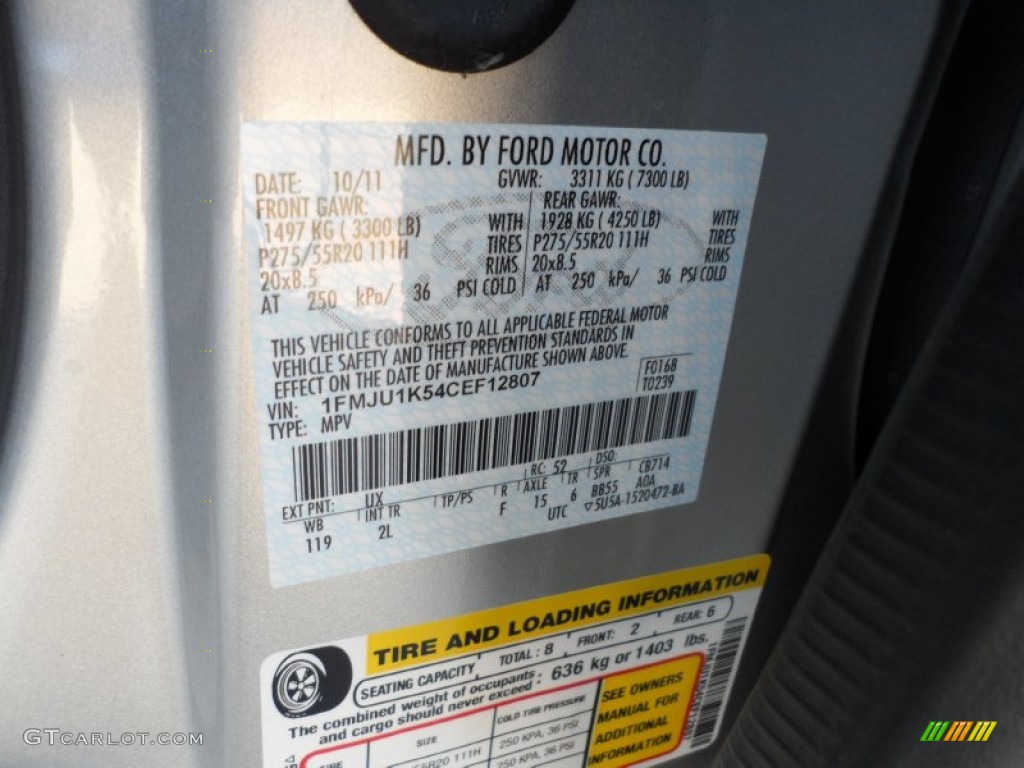 MFD. BY FORD MOTOR CO.
DATE: 10/11 GVWR: 3311 KG ( 7300 LB)
FRONT GAWR: REAR GAWR:
1497 KG ( 3300 LB) WITH 1928 KG ( 4250 LB) WITH
P275/55R20 111H TIRES P275/55R20 111H TIRES
20x8.5 RIMS 20x8.5 RIMS
AT 250 kPa/ 36 PSI COLD AT 250 kPa/ 36 PSI COLD
THIS VEHICLE CONFORMS TO ALL APPLICABLE FEDERAL MOTOR
VEHICLE SAFETY AND THEFT PREVENTION STANDARDS IN
EFFECT ON THE DATE OF MANUFACTURE SHOWN ABOVE.
VIN: 1FMJU1K54CEF12807 F0168
TYPE: MPV T0239
EXT PNT: UX RC: 52 DSO:
WB INT TR TP/PS R AXLE TR SPR CB714
119 2L F 15 6 BB55 AOA
UTC ▽5U5A-1520472-BA
TIRE AND LOADING INFORMATION
SEATING CAPACITY TOTAL: 8 FRONT: 2 REAR: 6
The combined weight of occupants
and cargo should never exceed: 636 kg or 1403 lbs.
SIZE COLD TIRE PRESSURE
55R20 111H 250 KPA, 36 PSI
250 KPA, 36 PSI
SEE OWNERS
MANUAL FOR
ADDITIONAL
INFORMATION
GTCarLot.com